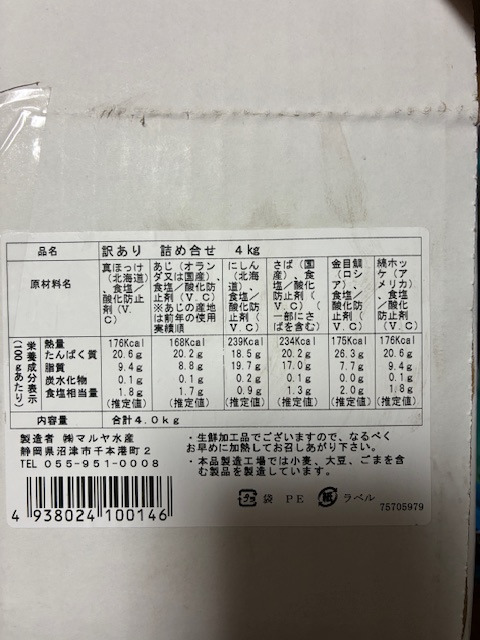 品名 訳あり 詰め合せ 4kg
原材料名
真ほっけ
(北海道)
、食塩/
酸化防止
剤(V.
C)
あじ(オラン
ダ又は国産)、
食塩/酸化防
止剤(V.C)
※あじの産地
は前年の使用
実績順
にしん
(北海
道)、
食塩/
酸化防
止剤(
V.C)
さば(国
産)、食
塩/酸化
防止剤(
V.C)(
一部にさ
ばを含む)
金目鯛
(ロシ
ア)、
食塩/
酸化防
止剤(
V.C)
縞ホッ
ケ(ア
メリカ)
、食塩
/酸化
防止剤
(V.C)
栄養成分表示
(100gあたり)
熱量 176Kcal 168Kcal 239Kcal 234Kcal 175Kcal 176Kcal
たんぱく質 20.6g 20.2g 18.5g 20.2g 26.3g 20.6g
脂質 9.4g 8.8g 19.7g 17.0g 7.7g 9.4g
炭水化物 0.1g 0.1g 0.2g 0.1g 0.0g 0.1g
食塩相当量 1.8g 1.7g 0.9g 1.3g 2.0g 1.8g
(推定値) (推定値) (推定値) (推定値) (推定値) (推定値)
内容量 合計4.0kg
製造者 ㈱マルヤ水産
静岡県沼津市千本港町2
TEL 055-951-0008
・生鮮加工品でございますので、なるべく
お早めに加熱してお召しあがり下さい。
・本品製造工場では小麦、大豆、ごまを含
む製品を製造しています。
プラ 袋 PE 紙 ラベル
4 938024 100146
75705979